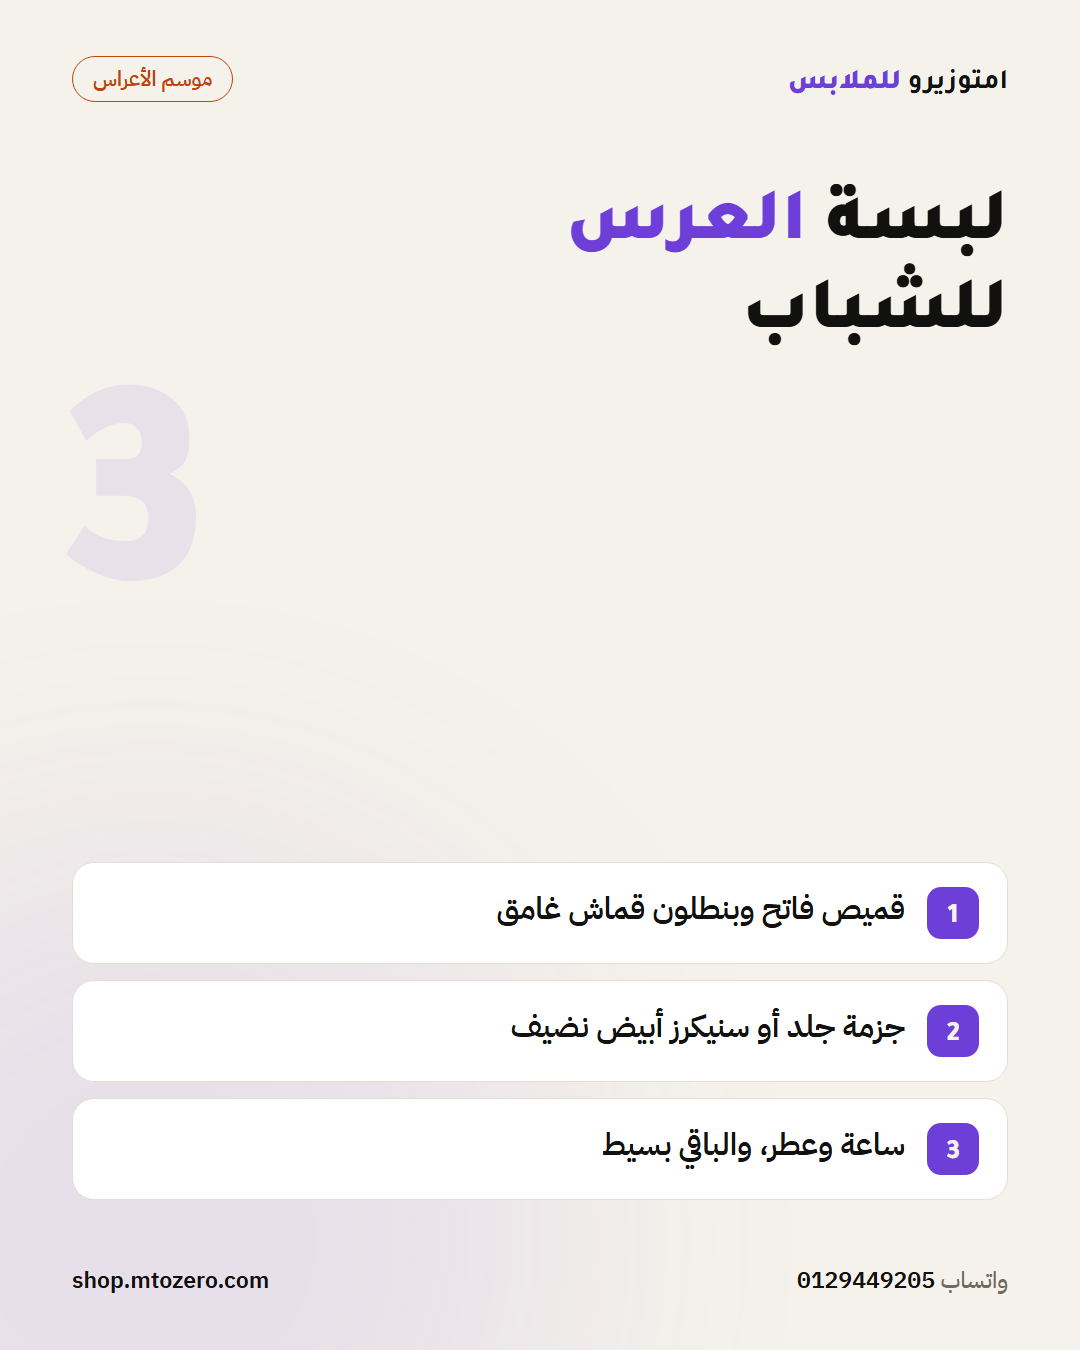 امتوزيرو للملابس
موسم الأعراس
لبسة العرس
للشباب
3
1 قميص فاتح وبنطلون قماش غامق
2 جزمة جلد أو سنيكرز أبيض نضيف
3 ساعة وعطر، والباقي بسيط
واتساب 0129449205
shop.mtozero.com